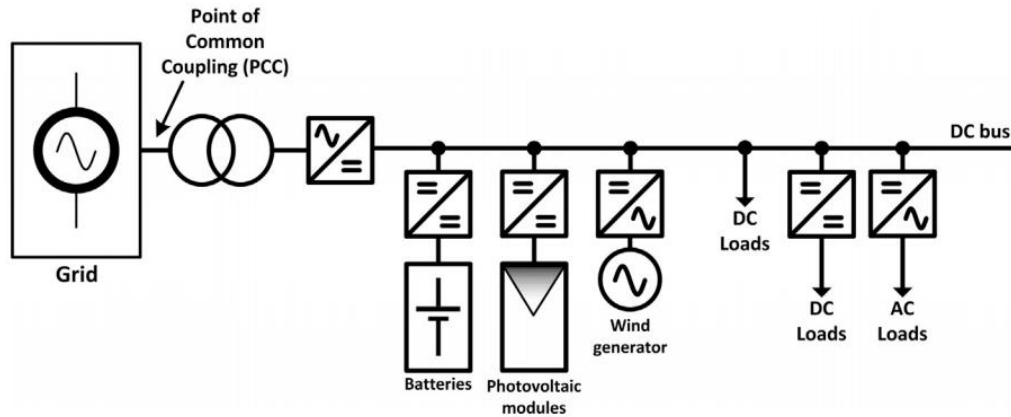 Point of
Common
Coupling (PCC)
DC bus
Grid
DC
Loads
Batteries
Photovoltaic
modules
Wind
generator
DC
Loads
AC
Loads